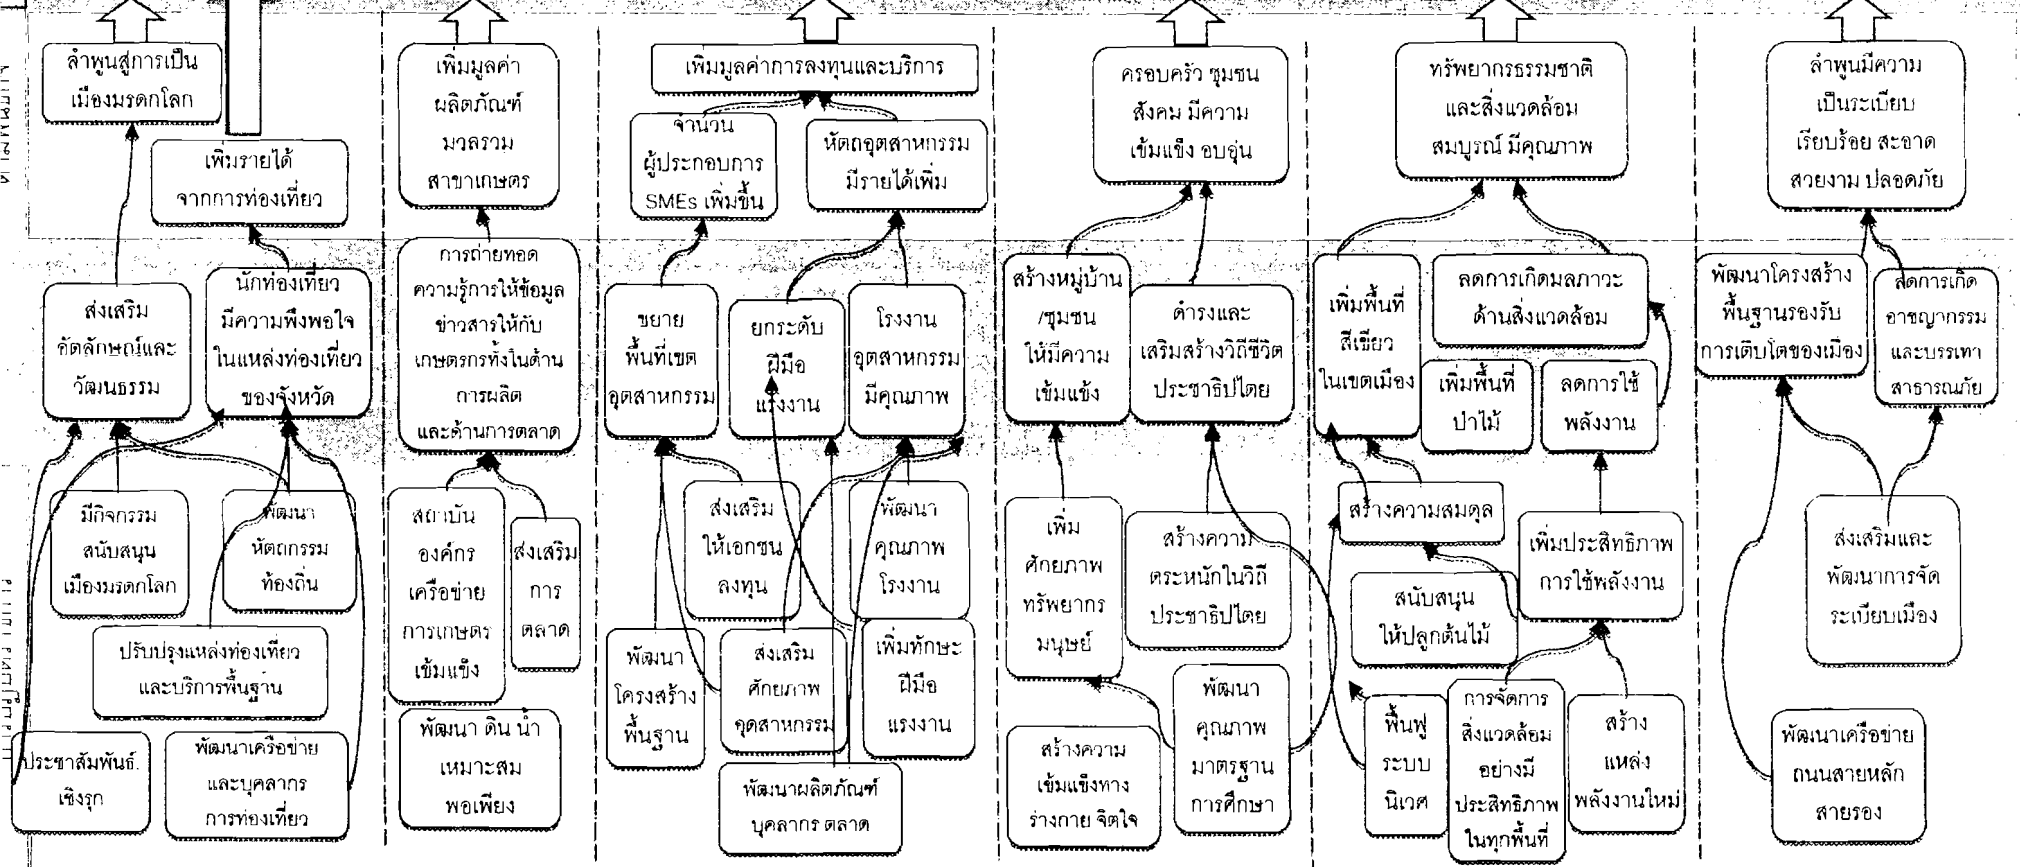 ลำพูนสู่การเป็น
เมืองมรดกโลก
เพิ่มรายได้
จากการท่องเที่ยว
ส่งเสริม
อัตลักษณ์และ
วัฒนธรรม
นักท่องเที่ยว
มีความพึงพอใจ
ในแหล่งท่องเที่ยว
ของจังหวัด
มีกิจกรรม
สนับสนุน
เมืองมรดกโลก
พัฒนา
หัตถกรรม
ท้องถิ่น
ปรับปรุงแหล่งท่องเที่ยว
และบริการพื้นฐาน
ประชาสัมพันธ์
เชิงรุก
พัฒนาเครือข่าย
และบุคลากร
การท่องเที่ยว
เพิ่มมูลค่า
ผลิตภัณฑ์
มวลรวม
สาขาเกษตร
การถ่ายทอด
ความรู้การให้ข้อมูล
ข่าวสารให้กับ
เกษตรกรทั้งในด้าน
การผลิต
และด้านการตลาด
สถาบัน
องค์กร
เครือข่าย
การเกษตร
เข้มแข็ง
ส่งเสริม
การ
ตลาด
พัฒนา ดิน น้ำ
เหมาะสม
พอเพียง
เพิ่มมูลค่าการลงทุนและบริการ
จำนวน
ผู้ประกอบการ
SMEs เพิ่มขึ้น
หัตถอุตสาหกรรม
มีรายได้เพิ่ม
ขยาย
พื้นที่เขต
อุตสาหกรรม
ยกระดับ
ฝีมือ
แรงงาน
โรงงาน
อุตสาหกรรม
มีคุณภาพ
ส่งเสริม
ให้เอกชน
ลงทุน
พัฒนา
คุณภาพ
โรงงาน
พัฒนา
โครงสร้าง
พื้นฐาน
ส่งเสริม
ศักยภาพ
อุตสาหกรรม
เพิ่มทักษะ
ฝีมือ
แรงงาน
พัฒนาผลิตภัณฑ์
บุคลากร ตลาด
ครอบครัว ชุมชน
สังคม มีความ
เข้มแข็ง อบอุ่น
สร้างหมู่บ้าน
/ชุมชน
ให้มีความ
เข้มแข็ง
ดำรงและ
เสริมสร้างวิถีชีวิต
ประชาธิปไตย
เพิ่ม
ศักยภาพ
ทรัพยากร
มนุษย์
สร้างความ
ตระหนักในวิถี
ประชาธิปไตย
สร้างความ
เข้มแข็งทาง
ร่างกาย จิตใจ
พัฒนา
คุณภาพ
มาตรฐาน
การศึกษา
ทรัพยากรธรรมชาติ
และสิ่งแวดล้อม
สมบูรณ์ มีคุณภาพ
เพิ่มพื้นที่
สีเขียว
ในเขตเมือง
ลดการเกิดมลภาวะ
ด้านสิ่งแวดล้อม
เพิ่มพื้นที่
ป่าไม้
ลดการใช้
พลังงาน
สร้างความสมดุล
เพิ่มประสิทธิภาพ
การใช้พลังงาน
สนับสนุน
ให้ปลูกต้นไม้
ฟื้นฟู
ระบบ
นิเวศ
การจัดการ
สิ่งแวดล้อม
อย่างมี
ประสิทธิภาพ
ในทุกพื้นที่
สร้าง
แหล่ง
พลังงานใหม่
ลำพูนมีความ
เป็นระเบียบ
เรียบร้อย สะอาด
สวยงาม ปลอดภัย
พัฒนาโครงสร้าง
พื้นฐานรองรับ
การเติบโตของเมือง
ลดการเกิด
อาชญากรรม
และบรรเทา
สาธารณภัย
ส่งเสริมและ
พัฒนาการจัด
ระเบียบเมือง
พัฒนาเครือข่าย
ถนนสายหลัก
สายรอง